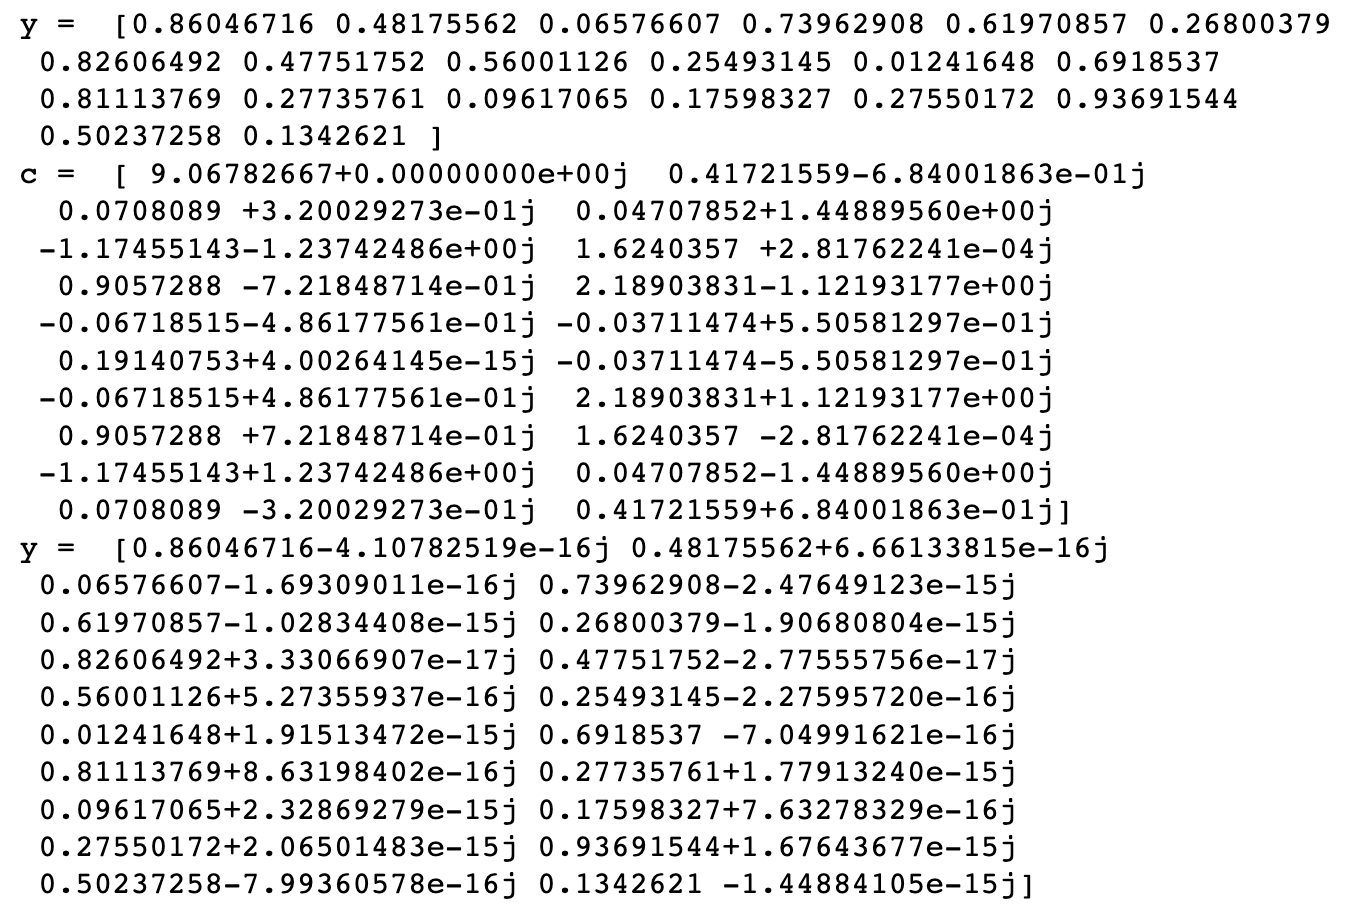 y =  [0.86046716 0.48175562 0.06576607 0.73962908 0.61970857 0.26800379
 0.82606492 0.47751752 0.56001126 0.25493145 0.01241648 0.6918537
 0.81113769 0.27735761 0.09617065 0.17598327 0.27550172 0.93691544
 0.50237258 0.1342621 ]
c =  [ 9.06782667+0.00000000e+00j  0.41721559-6.84001863e-01j
  0.0708089 +3.20029273e-01j  0.04707852+1.44889560e+00j
 -1.17455143-1.23742486e+00j  1.6240357 +2.81762241e-04j
  0.9057288 -7.21848714e-01j  2.18903831-1.12193177e+00j
 -0.06718515-4.86177561e-01j -0.03711474+5.50581297e-01j
  0.19140753+4.00264145e-15j -0.03711474-5.50581297e-01j
 -0.06718515+4.86177561e-01j  2.18903831+1.12193177e+00j
  0.9057288 +7.21848714e-01j  1.6240357 -2.81762241e-04j
 -1.17455143+1.23742486e+00j  0.04707852-1.44889560e+00j
  0.0708089 -3.20029273e-01j  0.41721559+6.84001863e-01j]
y =  [0.86046716-4.10782519e-16j 0.48175562+6.66133815e-16j
 0.06576607-1.69309011e-16j 0.73962908-2.47649123e-15j
 0.61970857-1.02834408e-15j 0.26800379-1.90680804e-15j
 0.82606492+3.33066907e-17j 0.47751752-2.77555756e-17j
 0.56001126+5.27355937e-16j 0.25493145-2.27595720e-16j
 0.01241648+1.91513472e-15j 0.6918537 -7.04991621e-16j
 0.81113769+8.63198402e-16j 0.27735761+1.77913240e-15j
 0.09617065+2.32869279e-15j 0.17598327+7.63278329e-16j
 0.27550172+2.06501483e-15j 0.93691544+1.67643677e-15j
 0.50237258-7.99360578e-16j 0.1342621 -1.44884105e-15j]